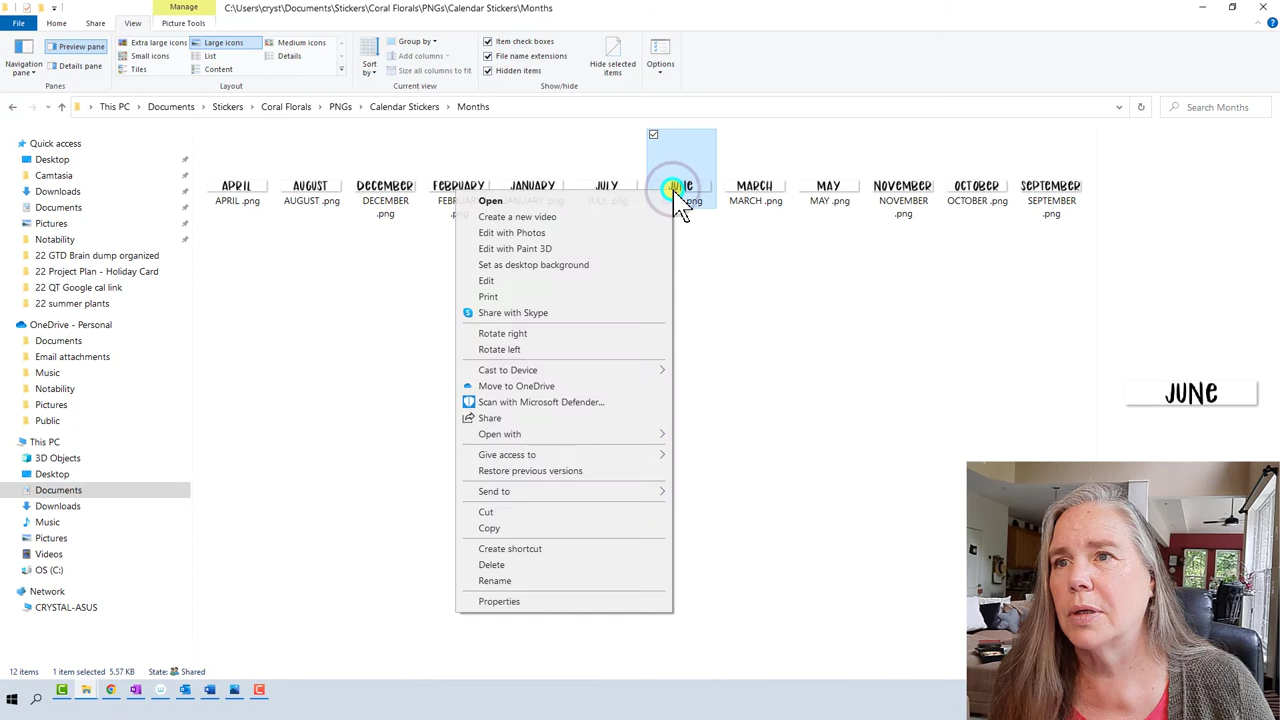 Manage
C:\Users\cryst\Documents\Stickers\Coral Florals\PNGs\Calendar Stickers\Months
File Home Share View Picture Tools
Navigation pane
Preview pane
Details pane
Panes
Extra large icons Large icons Medium icons
Small icons List Details
Tiles Content
Layout
Sort by
Group by
Add columns
Size all columns to fit
Current view
Item check boxes
File name extensions
Hidden items
Hide selected items
Show/hide
Options
This PC Documents Stickers Coral Florals PNGs Calendar Stickers Months
Search Months
Quick access
Desktop
Camtasia
Downloads
Documents
Pictures
Notability
22 GTD Brain dump organized
22 Project Plan - Holiday Card
22 QT Google cal link
22 summer plants
OneDrive - Personal
Documents
Email attachments
Music
Notability
Pictures
Public
This PC
3D Objects
Desktop
Documents
Downloads
Music
Pictures
Videos
OS (C:)
Network
CRYSTAL-ASUS
APRIL AUGUST DECEMBER FEBRUARY JANUARY JULY JUNE MARCH MAY NOVEMBER OCTOBER SEPTEMBER
APRIL .png
AUGUST .png
DECEMBER .png
JANUARY .png
JULY .png
.png
MARCH .png
MAY .png
NOVEMBER .png
OCTOBER .png
SEPTEMBER .png
Open
Create a new video
Edit with Photos
Edit with Paint 3D
Set as desktop background
Edit
Print
Share with Skype
Rotate right
Rotate left
Cast to Device
Move to OneDrive
Scan with Microsoft Defender...
Share
Open with
Give access to
Restore previous versions
Send to
Cut
Copy
Create shortcut
Delete
Rename
Properties
JUNE
12 items 1 item selected 5.57 KB State: Shared